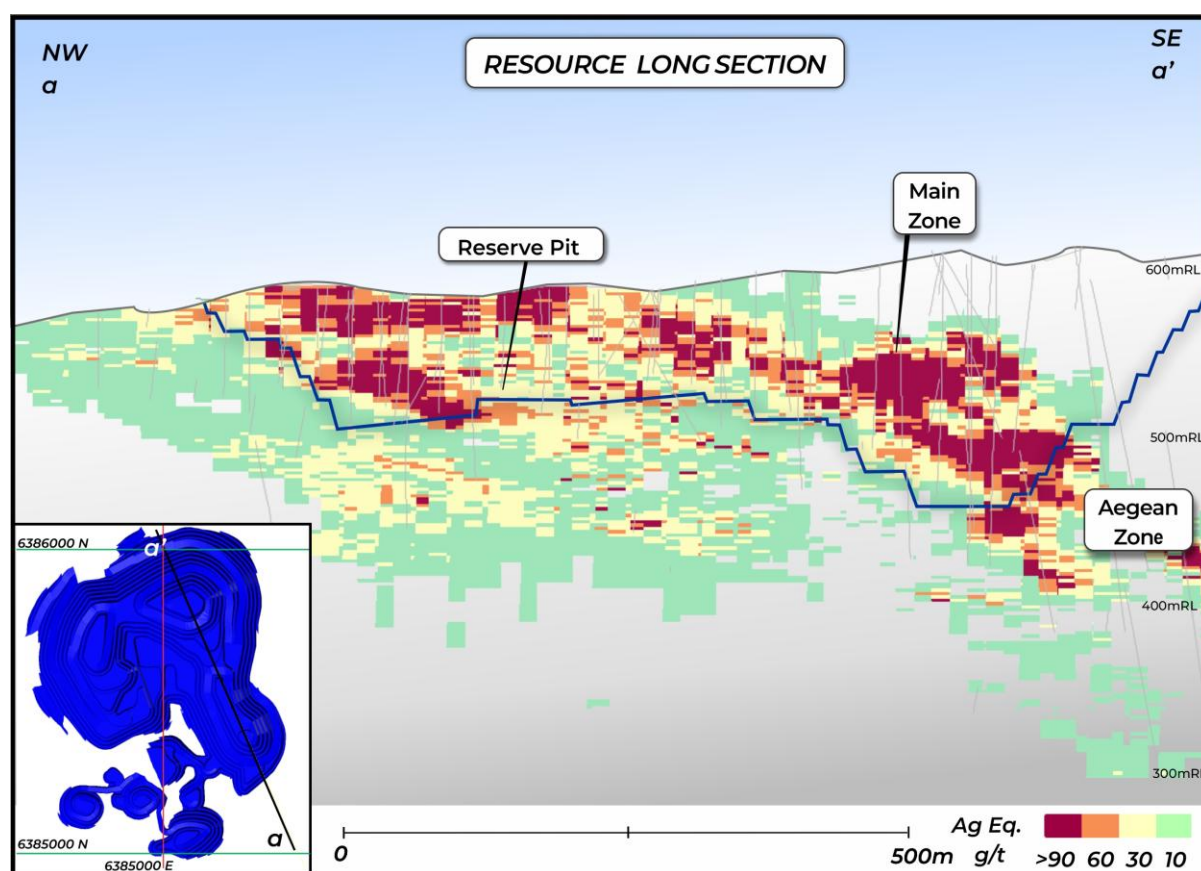 NW
a
RESOURCE LONG SECTION
SE
a’
Main
Zone
Reserve Pit
600mRL
500mRL
Aegean
Zone
400mRL
300mRL
6386000 N
a’
a
6385000 N
6385000 E
0
500m
Ag Eq.
g/t
>90 60 30 10